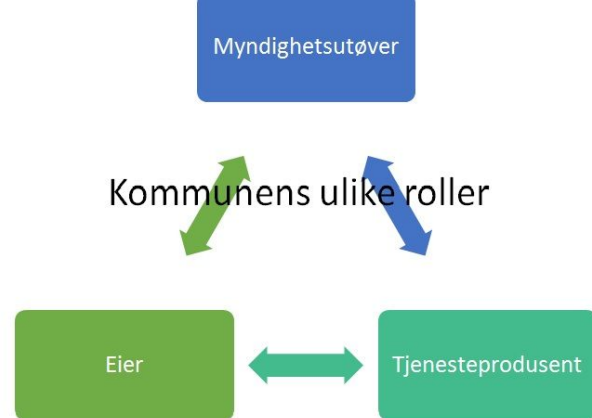 Myndighetsutøver
Kommunens ulike roller
Eier
Tjenesteprodusent